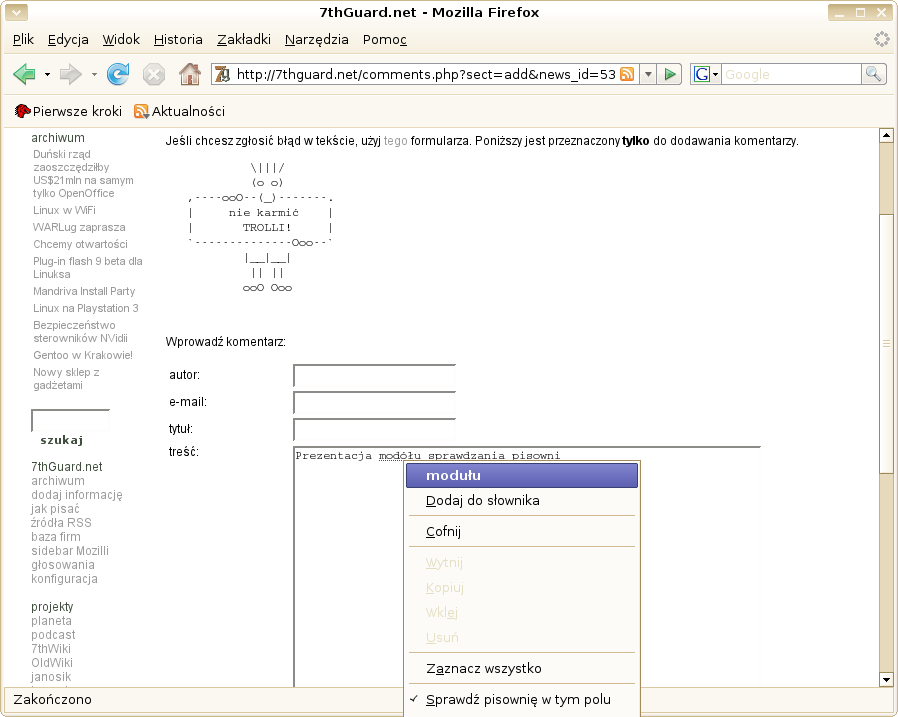 7thGuard.net - Mozilla Firefox
Plik Edycja Widok Historia Zakładki Narzędzia Pomoc
http://7thguard.net/comments.php?sect=add&news_id=53
Google
Pierwsze kroki Aktualności
archiwum
Duński rząd
zaoszczędziłby
US$21mln na samym
tylko OpenOffice
Linux w WiFi
WARLug zaprasza
Chcemy otwartości
Plug-in flash 9 beta dla
Linuksa
Mandriva Install Party
Linux na Playstation 3
Bezpieczeństwo
sterowników NVidii
Gentoo w Krakowie!
Nowy sklep z
gadżetami
szukaj
7thGuard.net
archiwum
dodaj informację
jak pisać
źródła RSS
baza firm
sidebar Mozilli
głosowania
konfiguracja
projekty
planeta
podcast
7thWiki
OldWiki
janosik
Jeśli chcesz zgłosić błąd w tekście, użyj tego formularza. Poniższy jest przeznaczony tylko do dodawania komentarzy.
\|||/
(o o)
,----ooO--(_)-------.
| nie karmić |
| TROLLI! |
`--------------Ooo--`
|__|__|
|| ||
ooO Ooo
Wprowadź komentarz:
autor:
e-mail:
tytuł:
treść:
Prezentacja modółu sprawdzania pisowni
modułu
Dodaj do słownika
Cofnij
Wytnij
Kopiuj
Wklej
Usuń
Zaznacz wszystko
✓ Sprawdź pisownię w tym polu
Zakończono